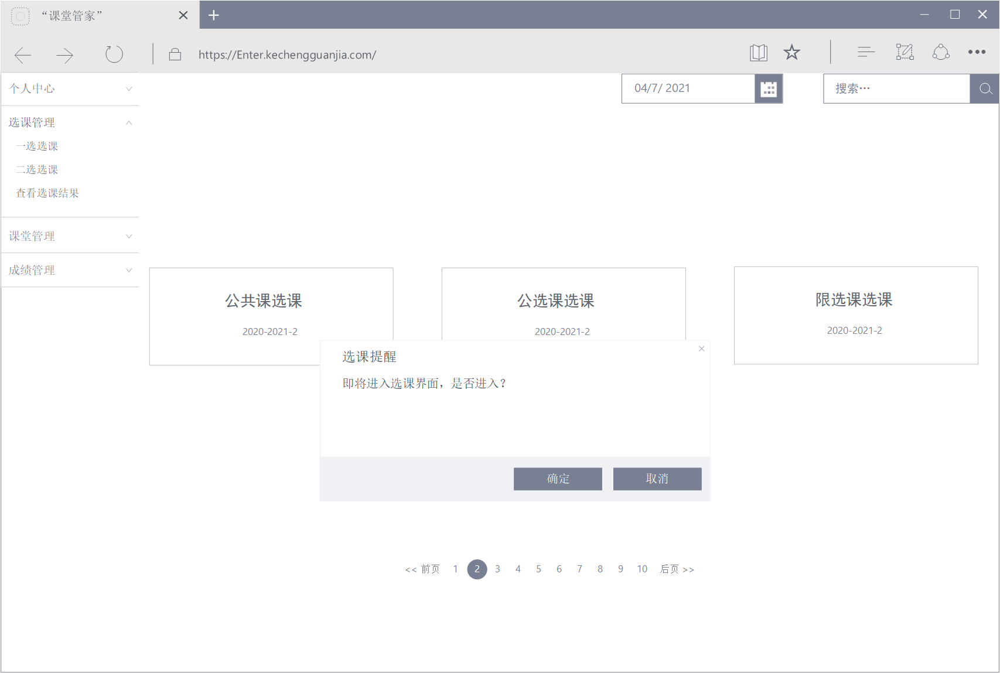 “课堂管家”
https://Enter.kechengguanjia.com/
个人中心
04/7/ 2021
搜索…
选课管理
一选选课
二选选课
查看选课结果
课堂管理
成绩管理
公共课选课
2020-2021-2
公选课选课
2020-2021-2
限选课选课
2020-2021-2
选课提醒
即将进入选课界面，是否进入？
确定
取消
<< 前页 1 2 3 4 5 6 7 8 9 10 后页 >>